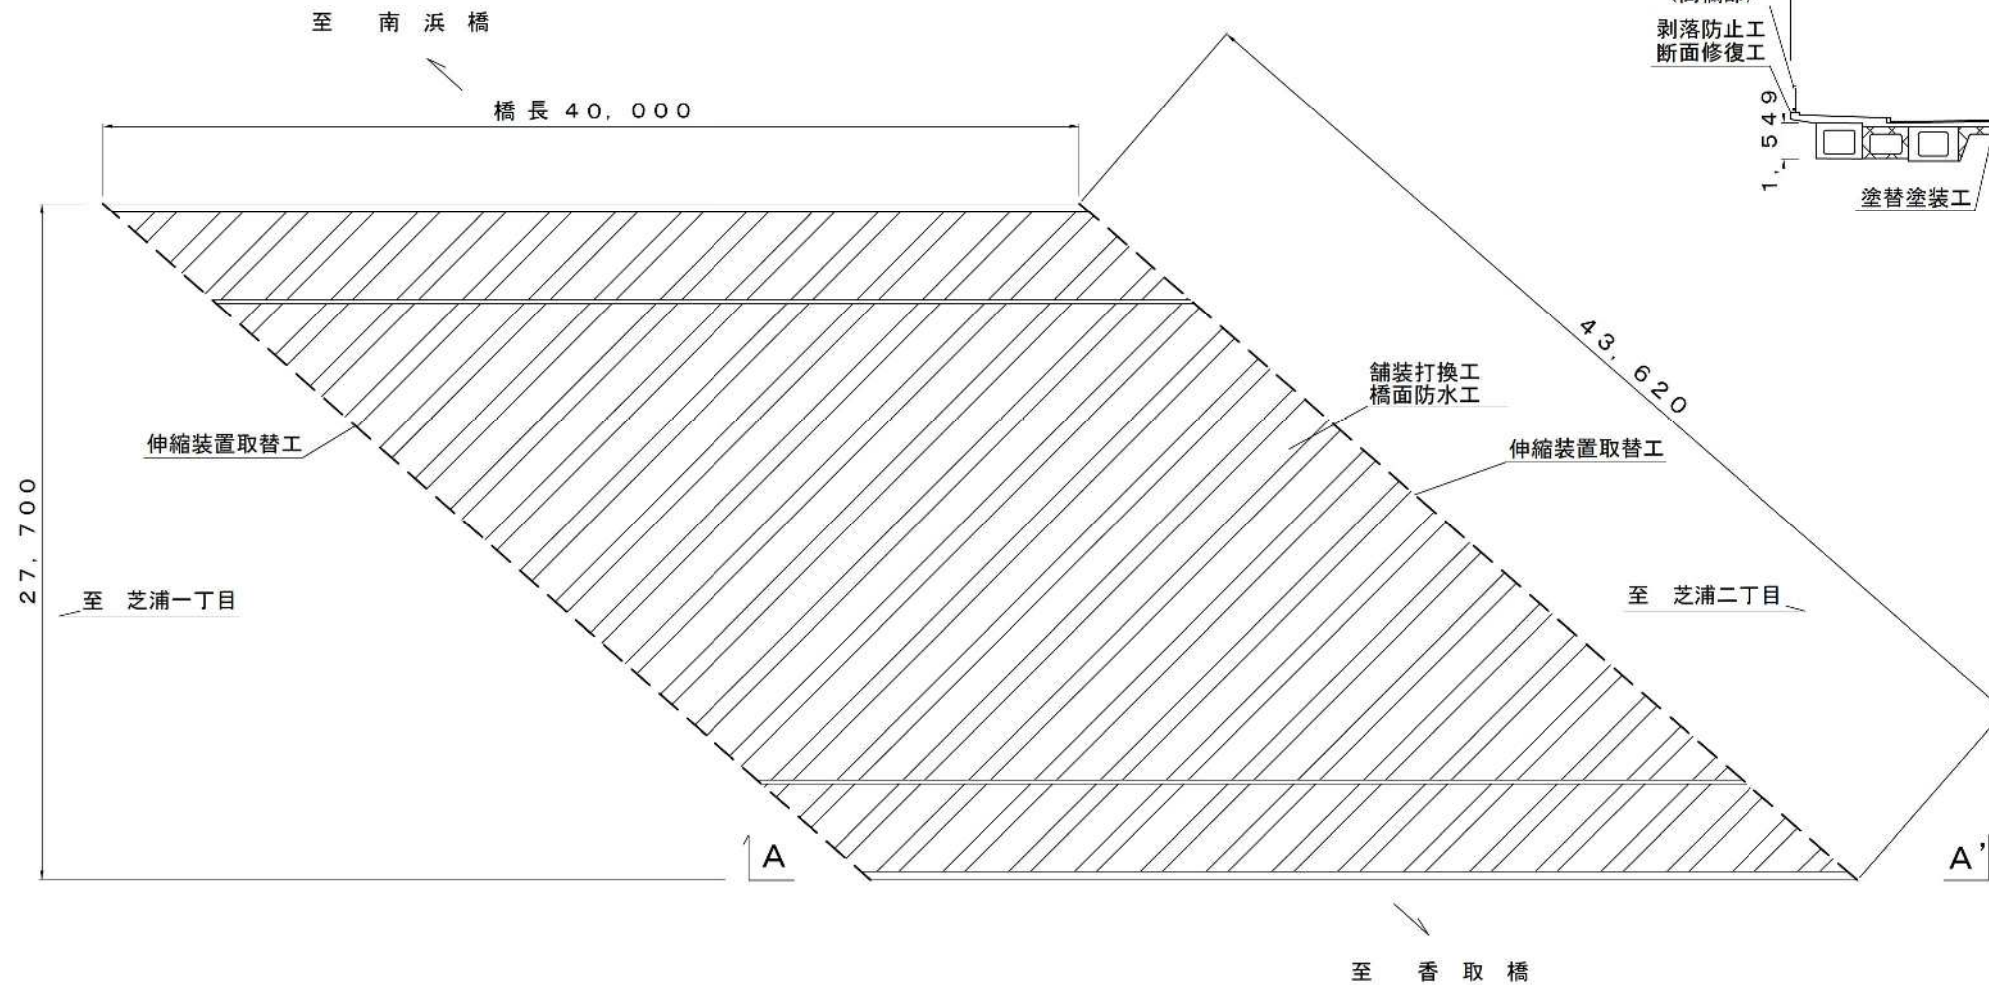 至 南浜橋
剥落防止工
断面修復工
橋長40,000
1,549
塗替塗装工
43,620
舗装打換工
橋面防水工
伸縮装置取替工
伸縮装置取替工
27,700
至 芝浦一丁目
至 芝浦二丁目
A
A'
至 香取橋